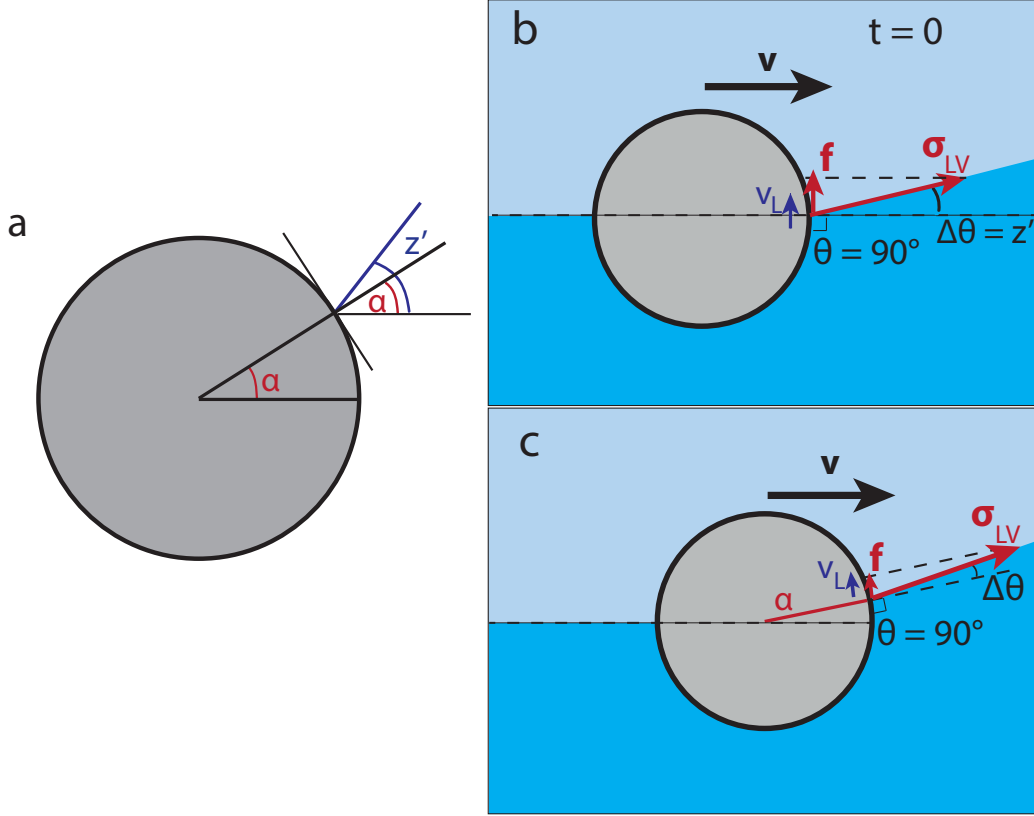 a
z'
α
α
b
t = 0
v
f
σLV
vL
Δθ = z'
θ = 90°
c
v
σLV
f
vL
α
Δθ
θ = 90°